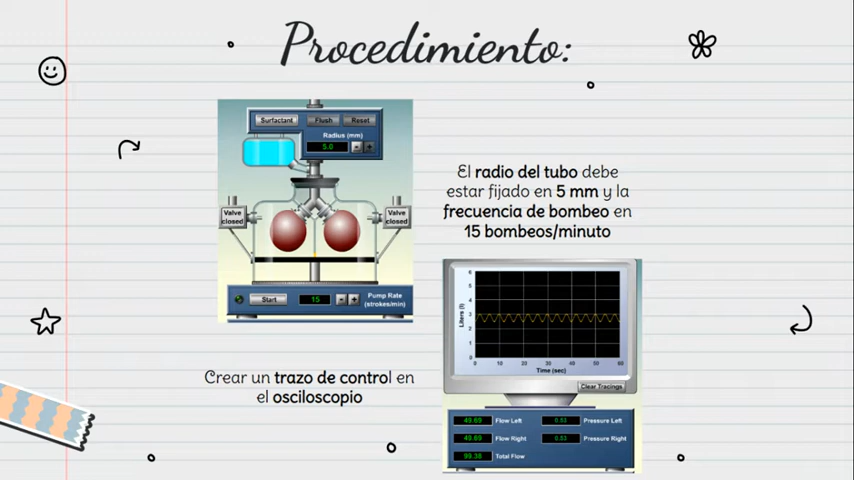 Procedimiento:
Surfactant Flush Reset
Radius (mm)
5.0 - +
Valve closed
Valve closed
Start 15 - + Pump Rate (strokes/min)
El radio del tubo debe
estar fijado en 5 mm y la
frecuencia de bombeo en
15 bombeos/minuto
Crear un trazo de control en
el osciloscopio
Liters (l)
6
5
4
3
2
1
0
0 10 20 30 40 50 60
Time (sec)
Clear Tracings
49.69 Flow Left 0.53 Pressure Left
49.69 Flow Right 0.53 Pressure Right
99.38 Total Flow